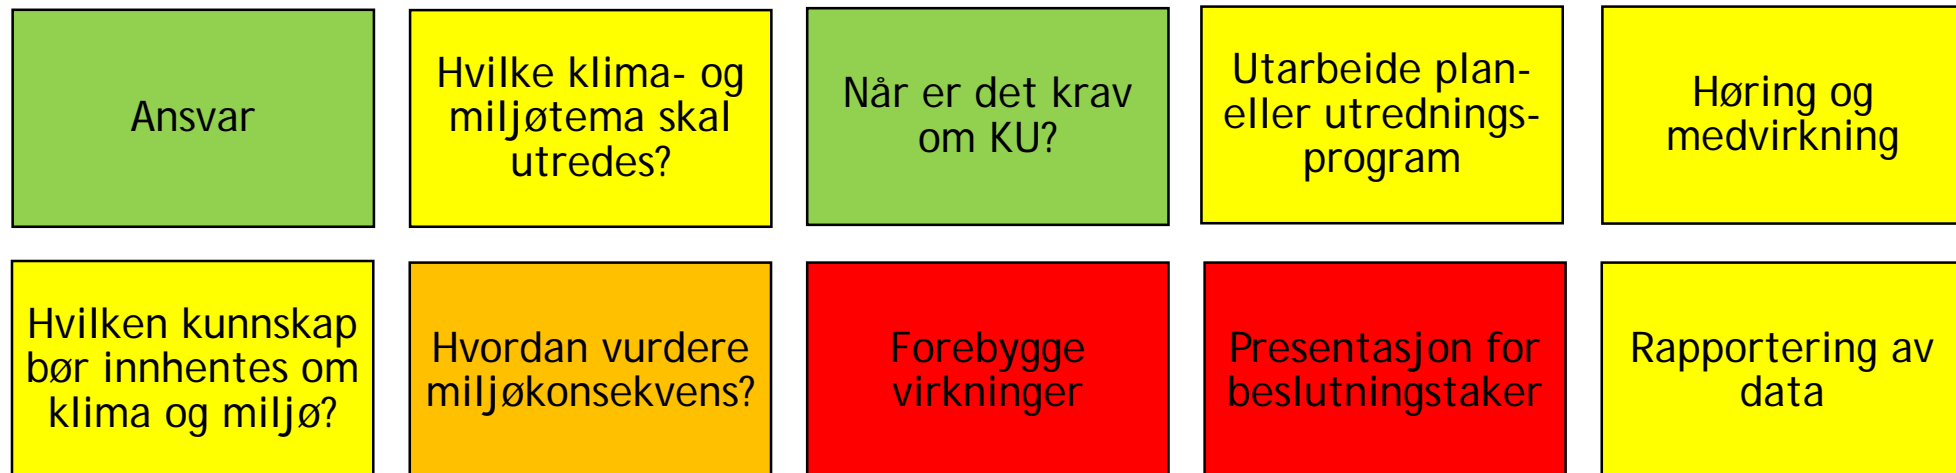 Ansvar
Hvilke klima- og
miljøtema skal
utredes?
Når er det krav
om KU?
Utarbeide plan-
eller utrednings-
program
Høring og
medvirkning
Hvilken kunnskap
bør innhentes om
klima og miljø?
Hvordan vurdere
miljøkonsekvens?
Forebygge
virkninger
Presentasjon for
beslutningstaker
Rapportering av
data